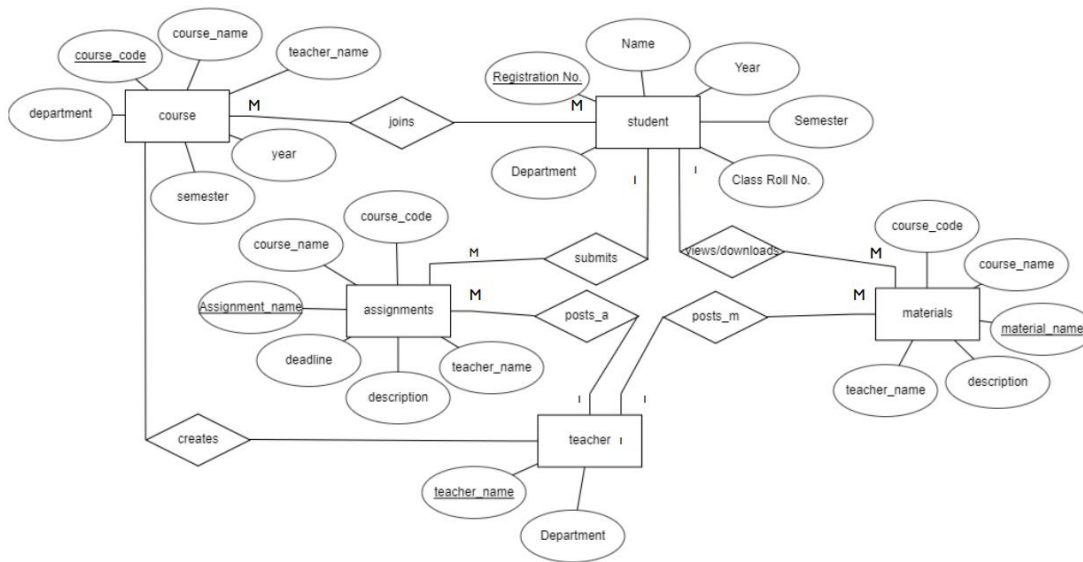 course_name
Name
course_code
teacher_name
Registration No.
Year
department
course
M
joins
M
student
Semester
year
Department
Class Roll No.
semester
I
I
course_code
course_code
course_name
M
submits
views/downloads
M
course_name
Assignment_name
assignments
M
posts_a
posts_m
M
materials
material_name
deadline
teacher_name
description
teacher_name
description
I
I
creates
teacher
I
teacher_name
Department